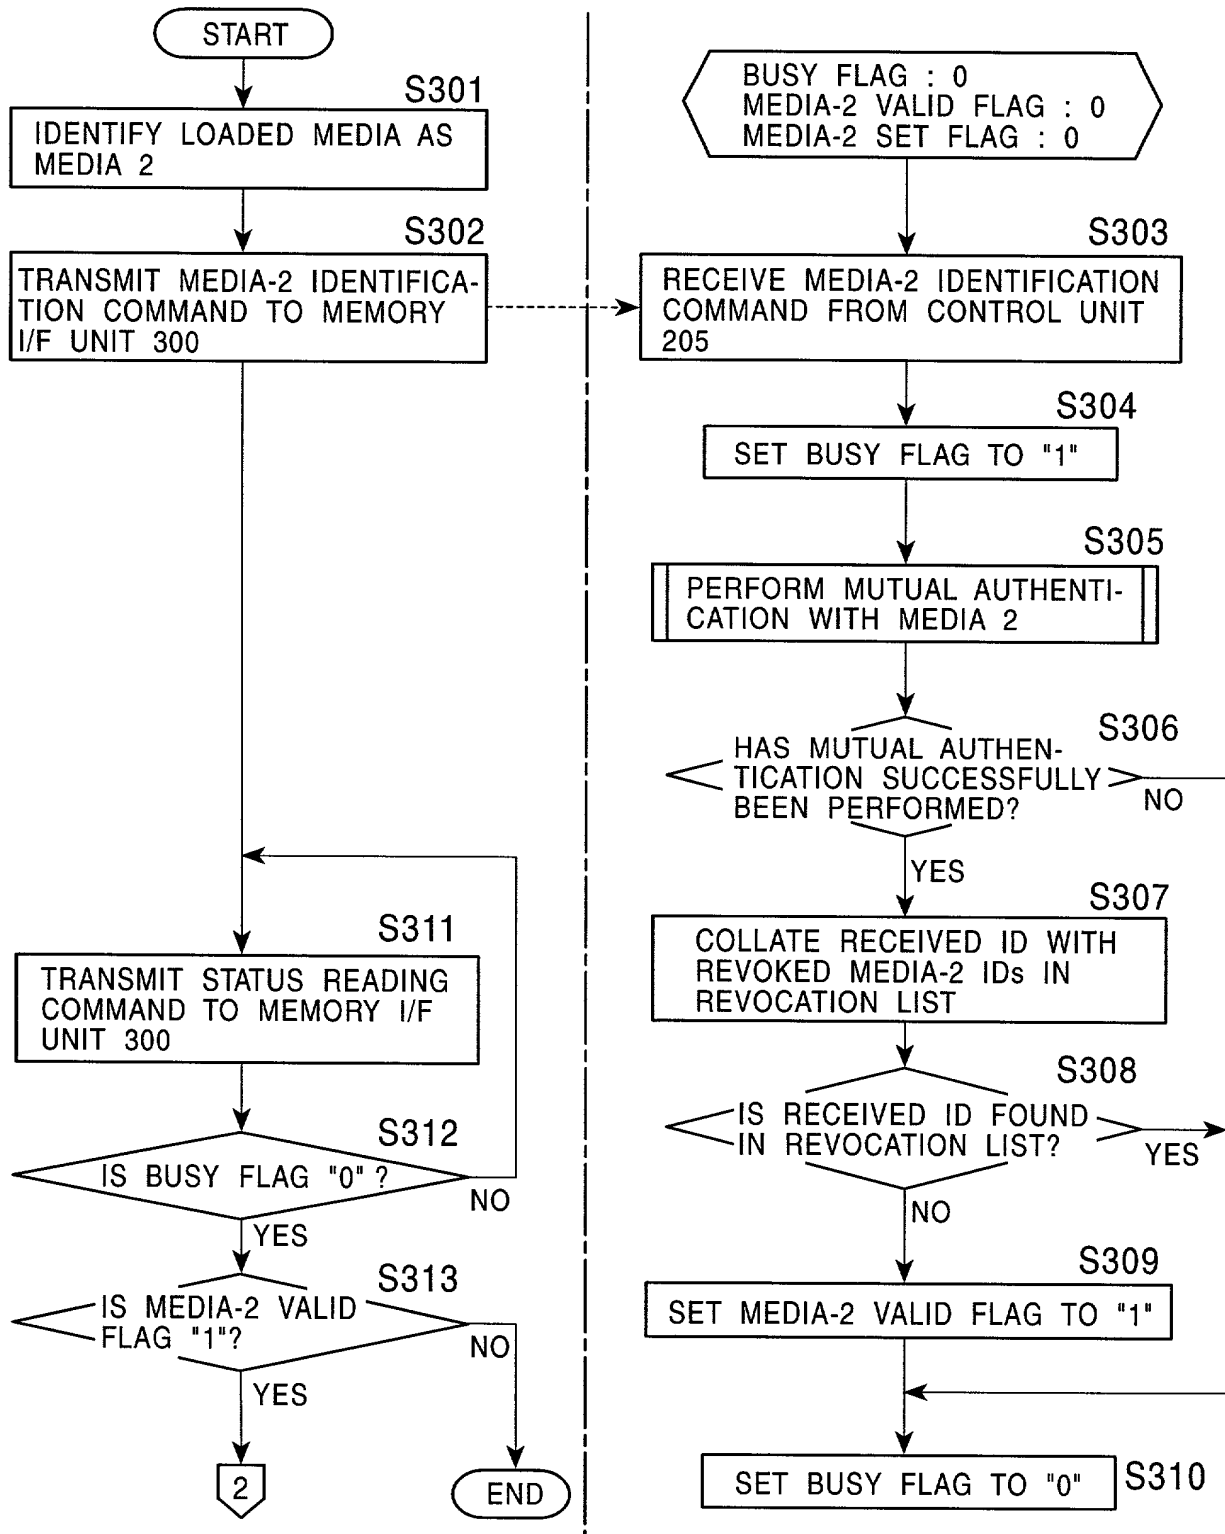 START
S301
IDENTIFY LOADED MEDIA AS
MEDIA 2
S302
TRANSMIT MEDIA-2 IDENTIFICA-
TION COMMAND TO MEMORY
I/F UNIT 300
S311
TRANSMIT STATUS READING
COMMAND TO MEMORY I/F
UNIT 300
S312
IS BUSY FLAG "0" ?
NO
YES
S313
IS MEDIA-2 VALID
FLAG "1"?
NO
YES
2
END
BUSY FLAG : 0
MEDIA-2 VALID FLAG : 0
MEDIA-2 SET FLAG : 0
S303
RECEIVE MEDIA-2 IDENTIFICATION
COMMAND FROM CONTROL UNIT
205
S304
SET BUSY FLAG TO "1"
S305
PERFORM MUTUAL AUTHENTI-
CATION WITH MEDIA 2
S306
HAS MUTUAL AUTHEN-
TICATION SUCCESSFULLY
BEEN PERFORMED?
NO
YES
S307
COLLATE RECEIVED ID WITH
REVOKED MEDIA-2 IDs IN
REVOCATION LIST
S308
IS RECEIVED ID FOUND
IN REVOCATION LIST?
YES
NO
S309
SET MEDIA-2 VALID FLAG TO "1"
SET BUSY FLAG TO "0"
S310